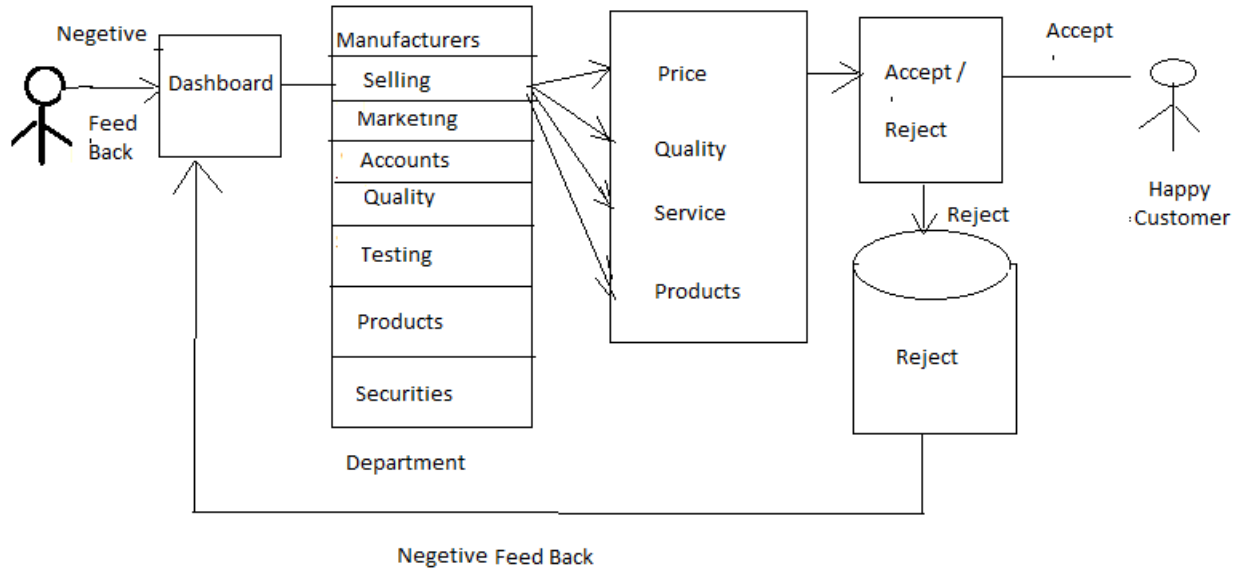 Negetive
Feed
Back
Dashboard
Manufacturers
Selling
Marketing
Accounts
Quality
Testing
Products
Securities
Department
Price
Quality
Service
Products
Accept /
Reject
Accept
Happy
Customer
Reject
Reject
Negetive Feed Back